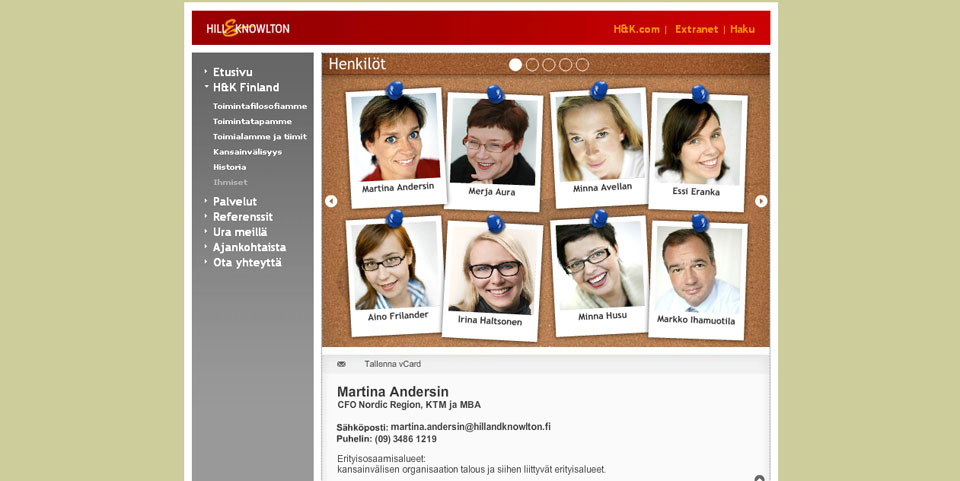 HILL & KNOWLTON
H&K.com | Extranet | Haku
Etusivu
H&K Finland
Toimintafilosofiamme
Toimintatapamme
Toimialamme ja tiimit
Kansainvälisyys
Historia
Ihmiset
Palvelut
Referenssit
Ura meillä
Ajankohtaista
Ota yhteyttä
Henkilöt
Martina Andersin
Merja Aura
Minna Avellan
Essi Eranka
Aino Frilander
Irina Haltsonen
Minna Husu
Markko Ihamuotila
Tallenna vCard
Martina Andersin
CFO Nordic Region, KTM ja MBA
Sähköposti: martina.andersin@hillandknowlton.fi
Puhelin: (09) 3486 1219
Erityisosaamisalueet:
kansainvälisen organisaation talous ja siihen liittyvät erityisalueet.